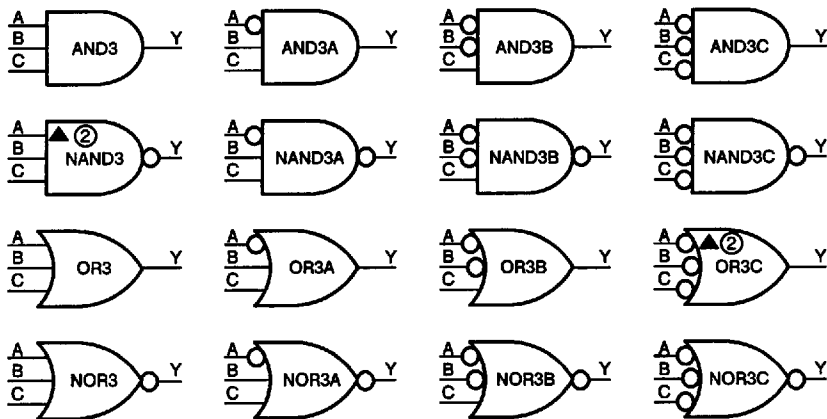 A B C AND3 Y
A B C AND3A Y
A B C AND3B Y
A B C AND3C Y
A B C ▲ ② NAND3 Y
A B C NAND3A Y
A B C NAND3B Y
A B C NAND3C Y
A B C OR3 Y
A B C OR3A Y
A B C OR3B Y
A B C ▲ ② OR3C Y
A B C NOR3 Y
A B C NOR3A Y
A B C NOR3B Y
A B C NOR3C Y